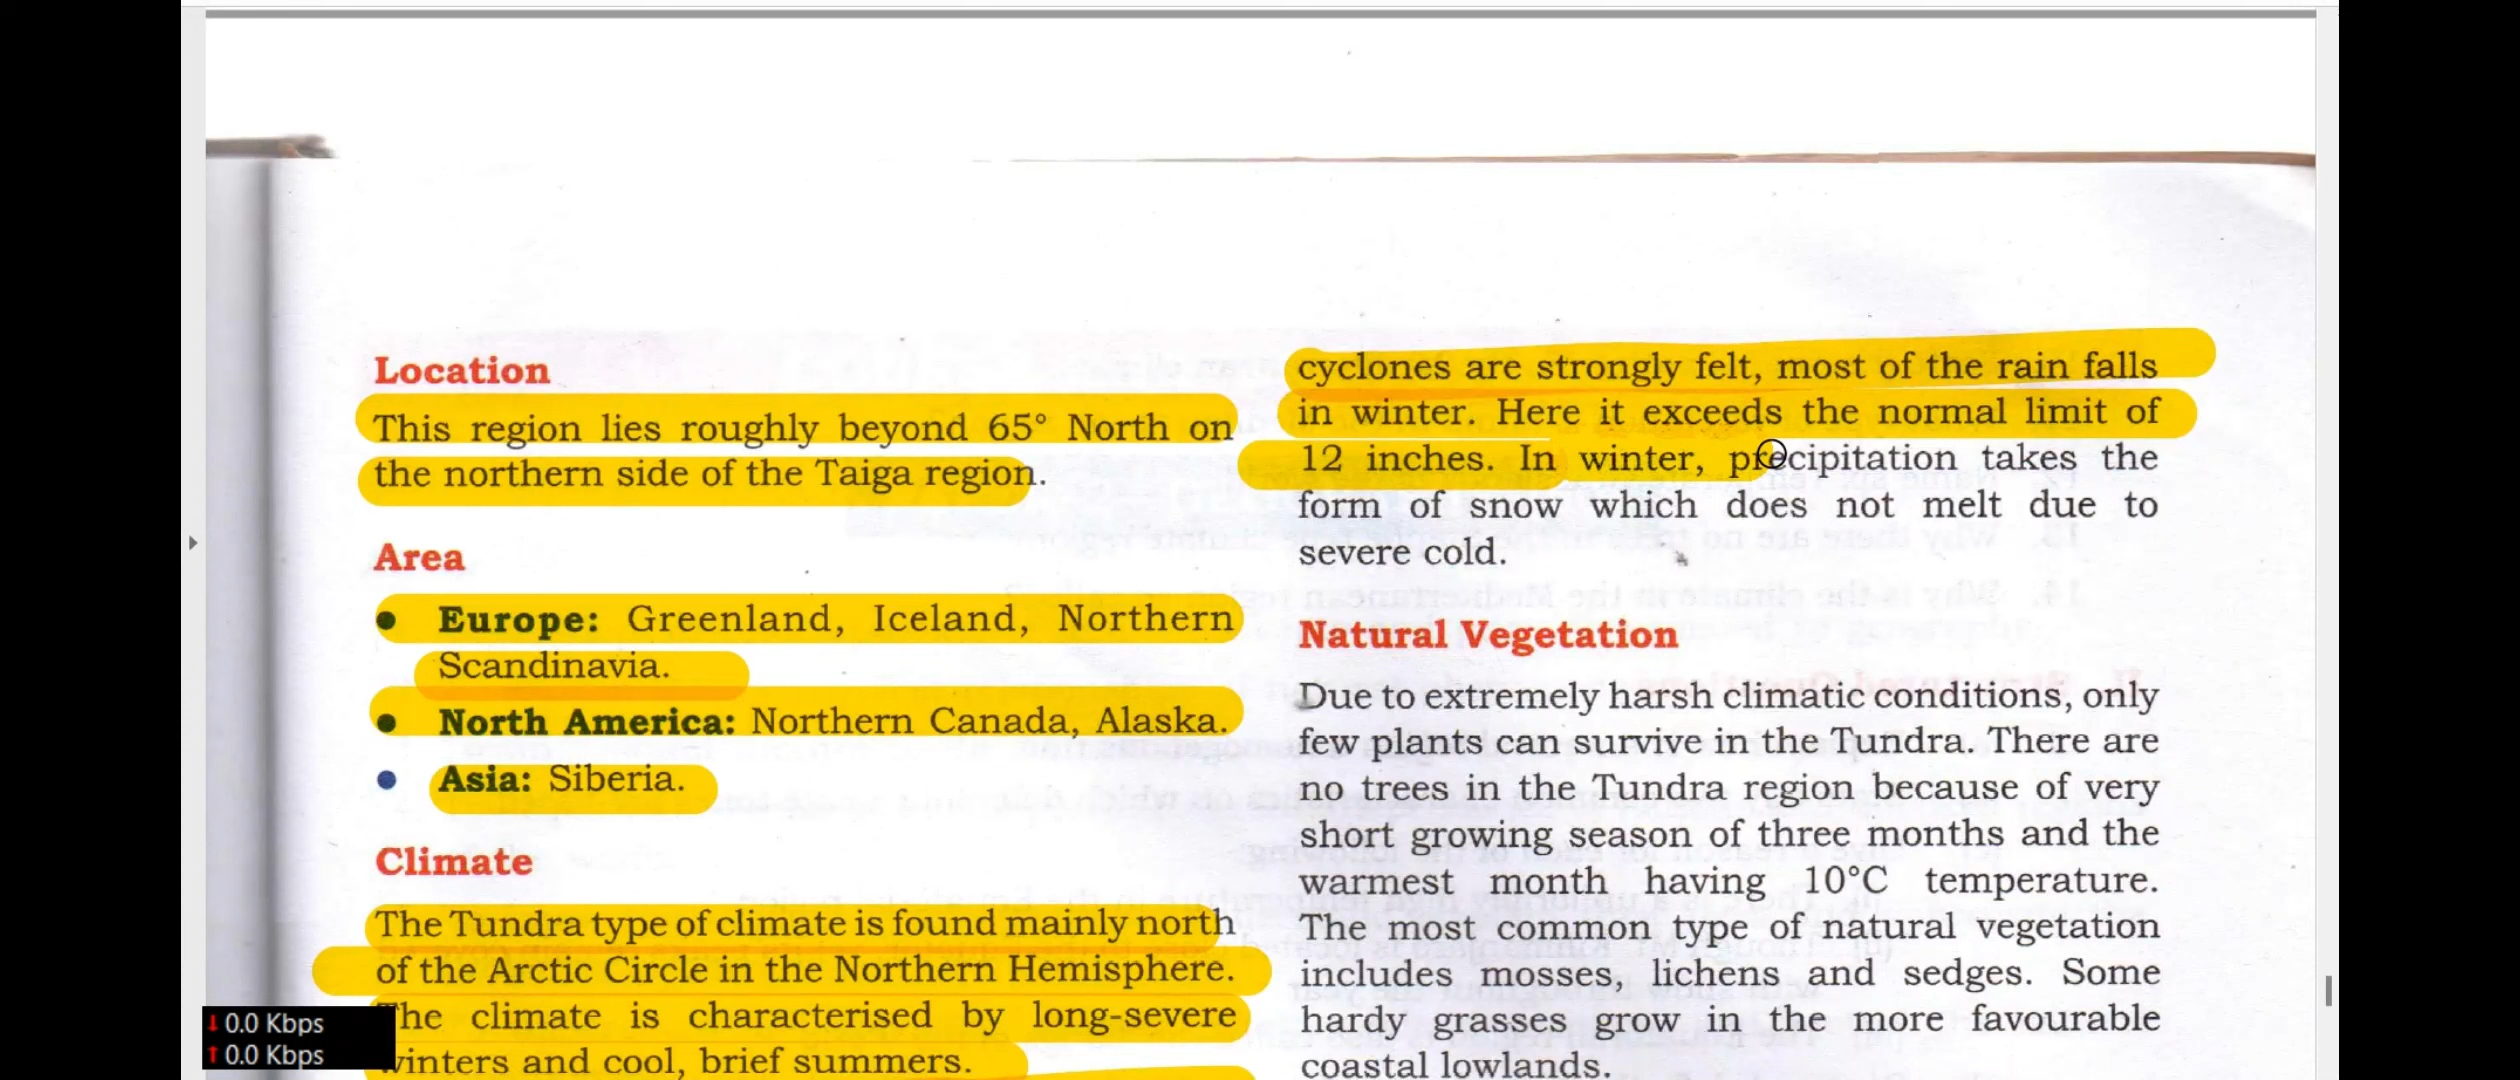 Location
This region lies roughly beyond 65° North on
the northern side of the Taiga region.
Area
• Europe: Greenland, Iceland, Northern
Scandinavia.
• North America: Northern Canada, Alaska.
• Asia: Siberia.
Climate
The Tundra type of climate is found mainly north
of the Arctic Circle in the Northern Hemisphere.
The climate is characterised by long-severe
winters and cool, brief summers.
cyclones are strongly felt, most of the rain falls
in winter. Here it exceeds the normal limit of
12 inches. In winter, precipitation takes the
form of snow which does not melt due to
severe cold.
Natural Vegetation
Due to extremely harsh climatic conditions, only
few plants can survive in the Tundra. There are
no trees in the Tundra region because of very
short growing season of three months and the
warmest month having 10°C temperature.
The most common type of natural vegetation
includes mosses, lichens and sedges. Some
hardy grasses grow in the more favourable
coastal lowlands.
↓ 0.0 Kbps
↑ 0.0 Kbps